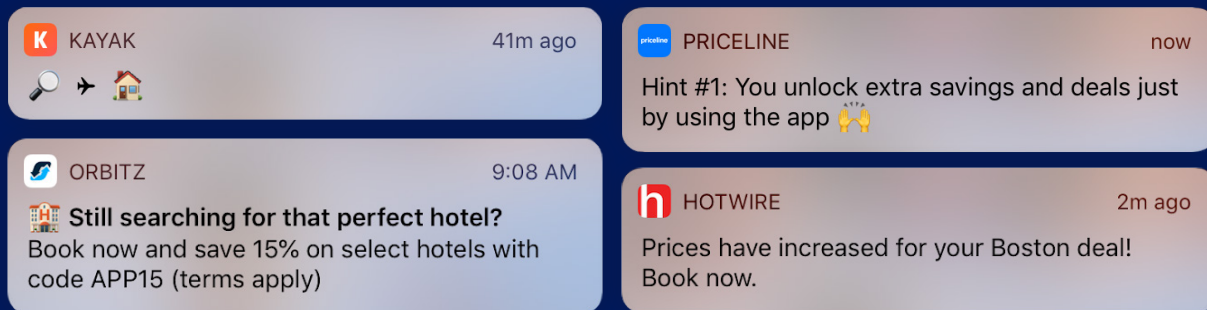 KAYAK 41m ago
🔎 ✈ 🏠
ORBITZ 9:08 AM
🏨 Still searching for that perfect hotel?
Book now and save 15% on select hotels with
code APP15 (terms apply)
priceline PRICELINE now
Hint #1: You unlock extra savings and deals just
by using the app 🙌
HOTWIRE 2m ago
Prices have increased for your Boston deal!
Book now.